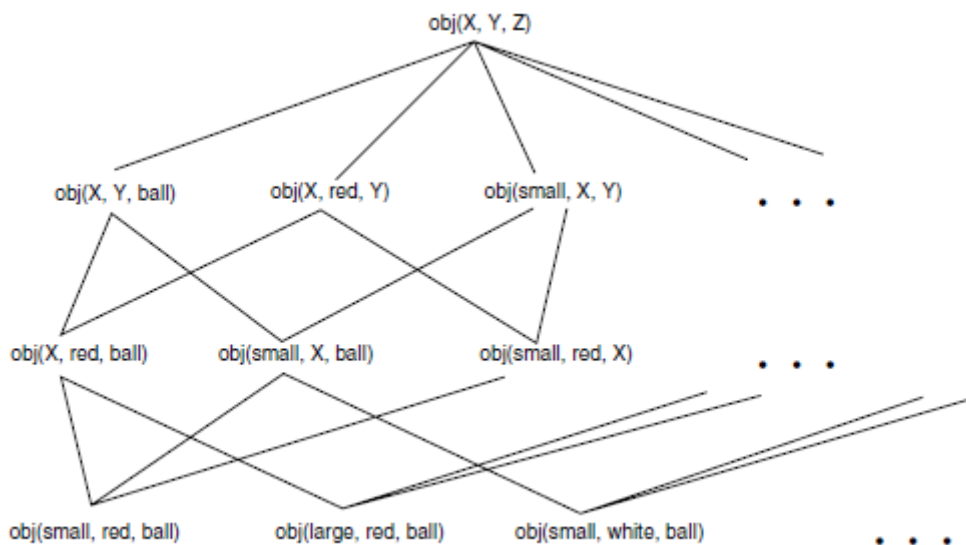 obj(X, Y, Z)
obj(X, Y, ball) obj(X, red, Y) obj(small, X, Y) . . .
obj(X, red, ball) obj(small, X, ball) obj(small, red, X) . . .
obj(small, red, ball) obj(large, red, ball) obj(small, white, ball) . . .